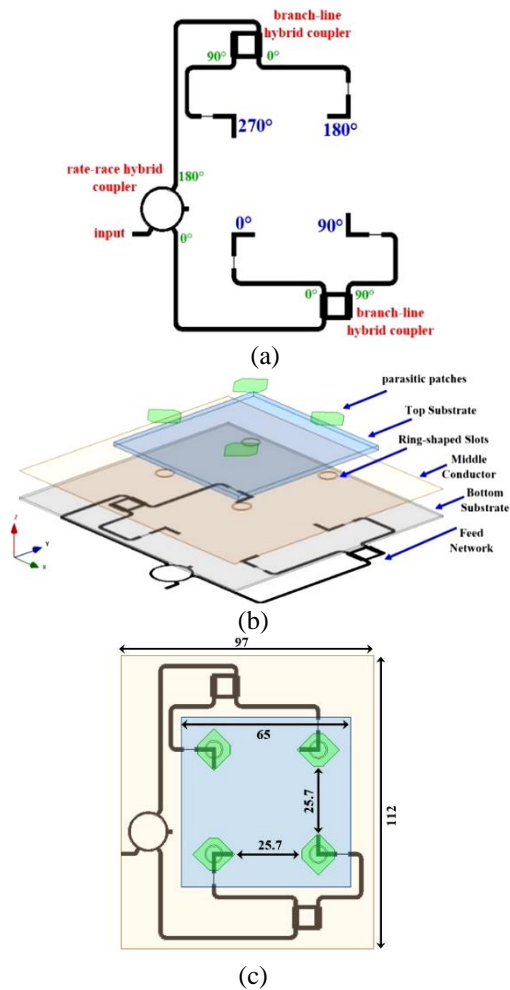 branch-line
hybrid coupler
90°
0°
270°
180°
rate-race hybrid
coupler
180°
input
0°
0°
90°
0°
90°
branch-line
hybrid coupler
(a)
parasitic patches
Top Substrate
Ring-shaped Slots
Middle
Conductor
Bottom
Substrate
Feed
Network
Z
Y
X
(b)
97
65
25.7
25.7
112
(c)